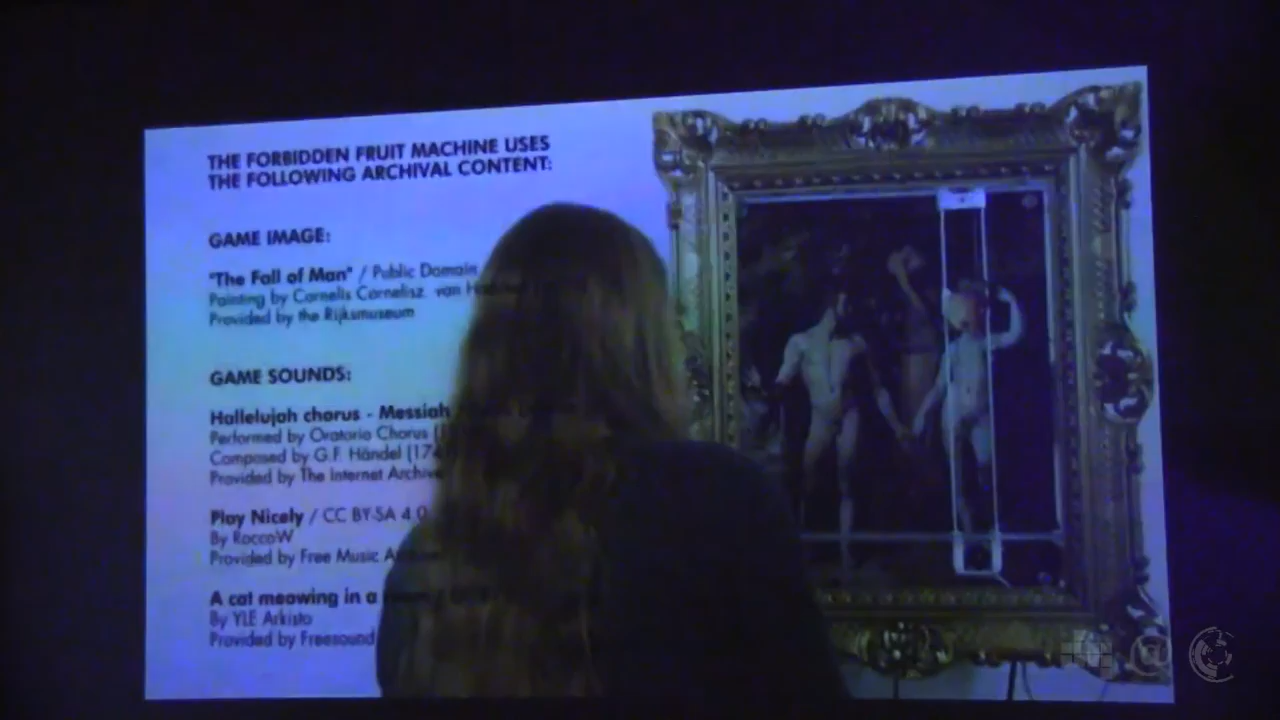 THE FORBIDDEN FRUIT MACHINE USES
THE FOLLOWING ARCHIVAL CONTENT:
GAME IMAGE:
"The Fall of Man" / Public Domain
Painting by Cornelis Cornelisz. van
Provided by the Rijksmuseum
GAME SOUNDS:
Hallelujah chorus - Messiah
Performed by Oratorio Chorus
Composed by G.F. Händel
Provided by The Internet Archive
Play Nicely / CC BY-SA 4.0
By RoccoW
Provided by Free Music
A cat meowing in a
By YLE Arkisto
Provided by Freesound
@